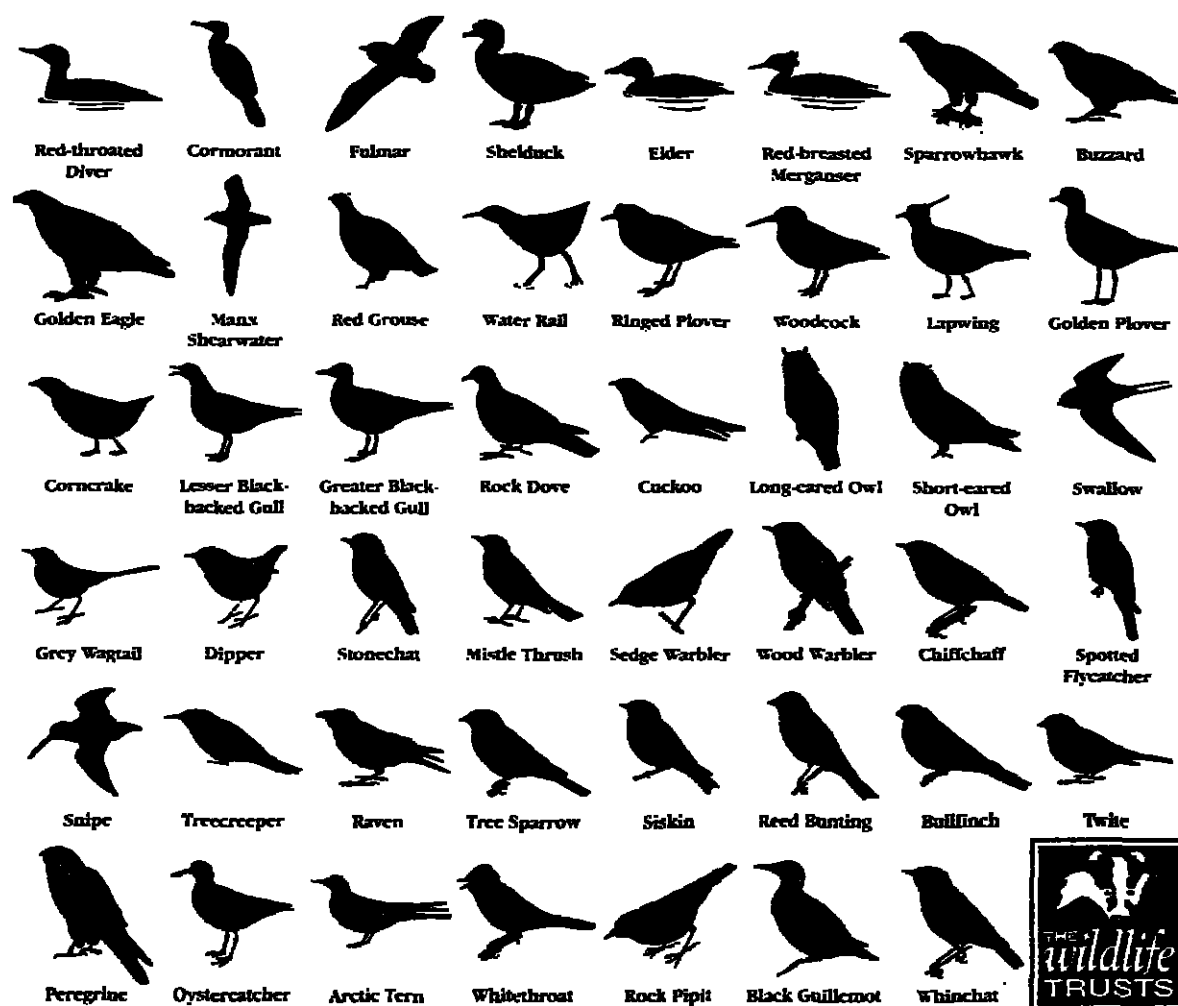 Red-throated
Diver
Cormorant
Fulmar
Shelduck
Eider
Red-breasted
Merganser
Sparrowhawk
Buzzard
Golden Eagle
Manx
Shearwater
Red Grouse
Water Rail
Ringed Plover
Woodcock
Lapwing
Golden Plover
Corncrake
Lesser Black-
backed Gull
Greater Black-
backed Gull
Rock Dove
Cuckoo
Long-eared Owl
Short-eared
Owl
Swallow
Grey Wagtail
Dipper
Stonechat
Mistle Thrush
Sedge Warbler
Wood Warbler
Chiffchaff
Spotted
Flycatcher
Snipe
Treecreeper
Raven
Tree Sparrow
Siskin
Reed Bunting
Bullfinch
Twite
Peregrine
Oystercatcher
Arctic Tern
Whitethroat
Rock Pipit
Black Guillemot
Whinchat
THE
wildlife
TRUSTS